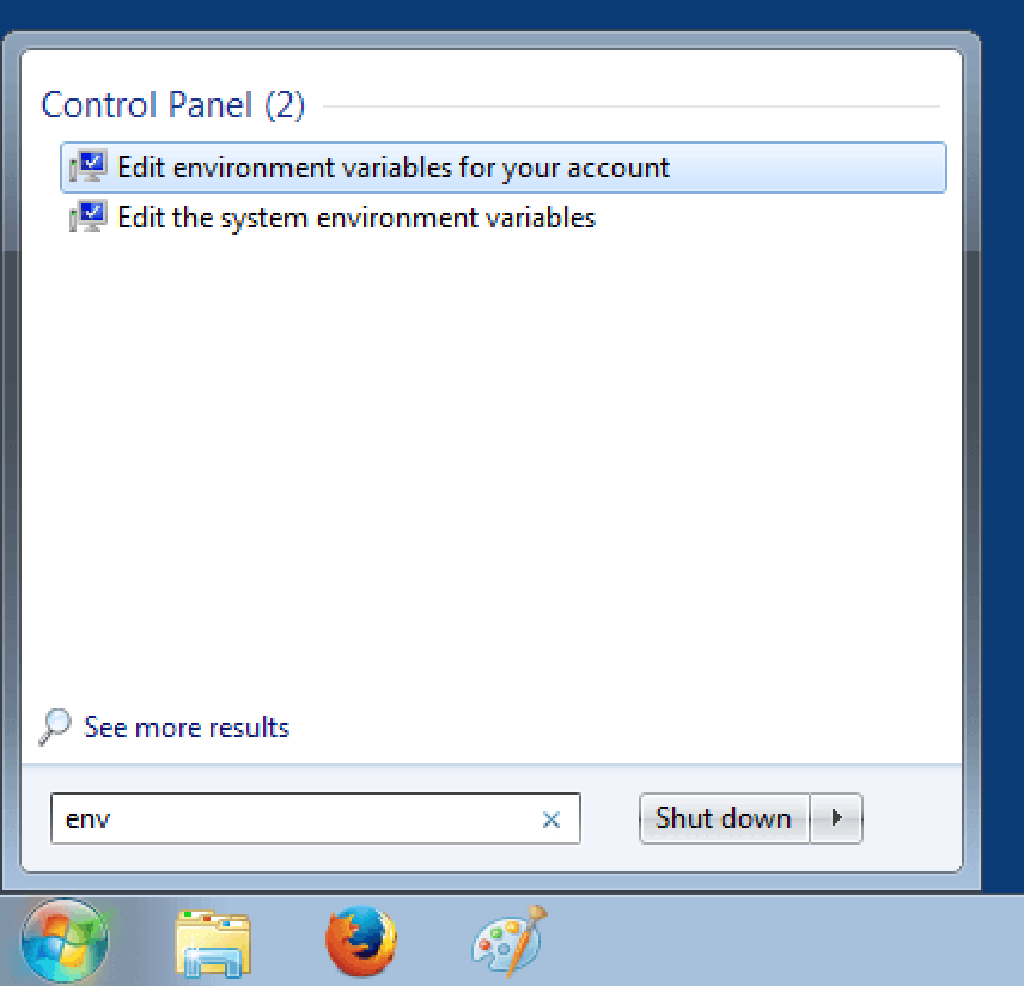 Control Panel (2)
Edit environment variables for your account
Edit the system environment variables
See more results
env
Shut down